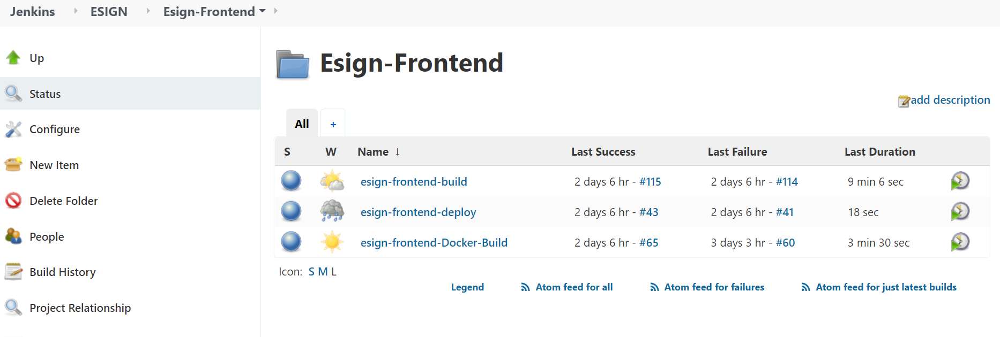 Jenkins ESIGN Esign-Frontend
Up
Status
Configure
New Item
Delete Folder
People
Build History
Project Relationship
Esign-Frontend
add description
All +
S W Name ↓ Last Success Last Failure Last Duration
esign-frontend-build 2 days 6 hr - #115 2 days 6 hr - #114 9 min 6 sec
esign-frontend-deploy 2 days 6 hr - #43 2 days 6 hr - #41 18 sec
esign-frontend-Docker-Build 2 days 6 hr - #65 3 days 3 hr - #60 3 min 30 sec
Icon: S M L
Legend Atom feed for all Atom feed for failures Atom feed for just latest builds